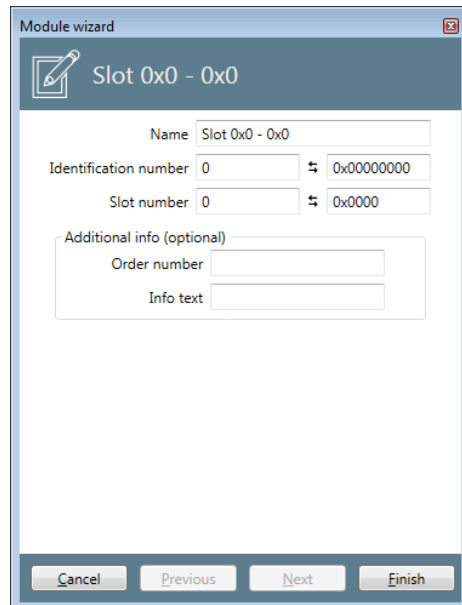 Module wizard
Slot 0x0 - 0x0
Name Slot 0x0 - 0x0
Identification number 0 0x00000000
Slot number 0 0x0000
Additional info (optional)
Order number
Info text
Cancel Previous Next Finish